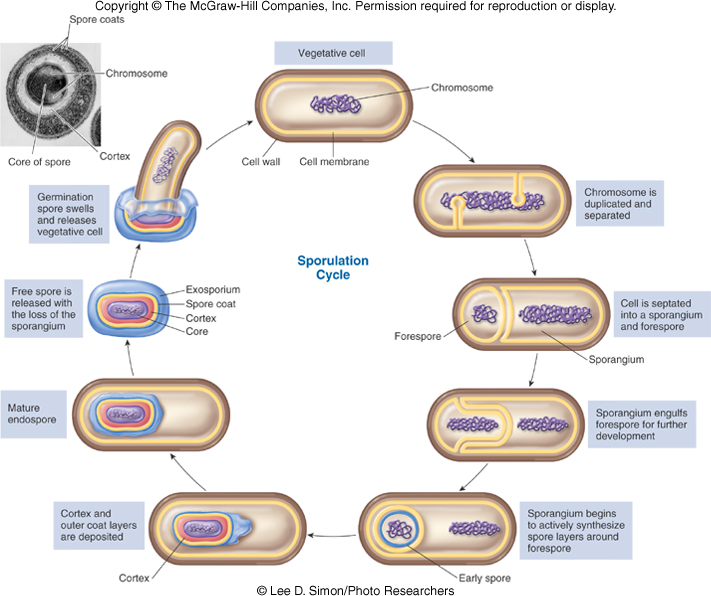 Copyright © The McGraw-Hill Companies, Inc. Permission required for reproduction or display.
Spore coats
Chromosome
Cortex
Core of spore
Vegetative cell
Chromosome
Cell wall
Cell membrane
Chromosome is
duplicated and
separated
Cell is septated
into a sporangium
and forespore
Forespore
Sporangium
Sporangium engulfs
forespore for further
development
Sporangium begins
to actively synthesize
spore layers around
forespore
Early spore
Cortex and
outer coat layers
are deposited
Cortex
Mature
endospore
Free spore is
released with
the loss of the
sporangium
Exosporium
Spore coat
Cortex
Core
Germination
spore swells
and releases
vegetative cell
Sporulation
Cycle
© Lee D. Simon/Photo Researchers